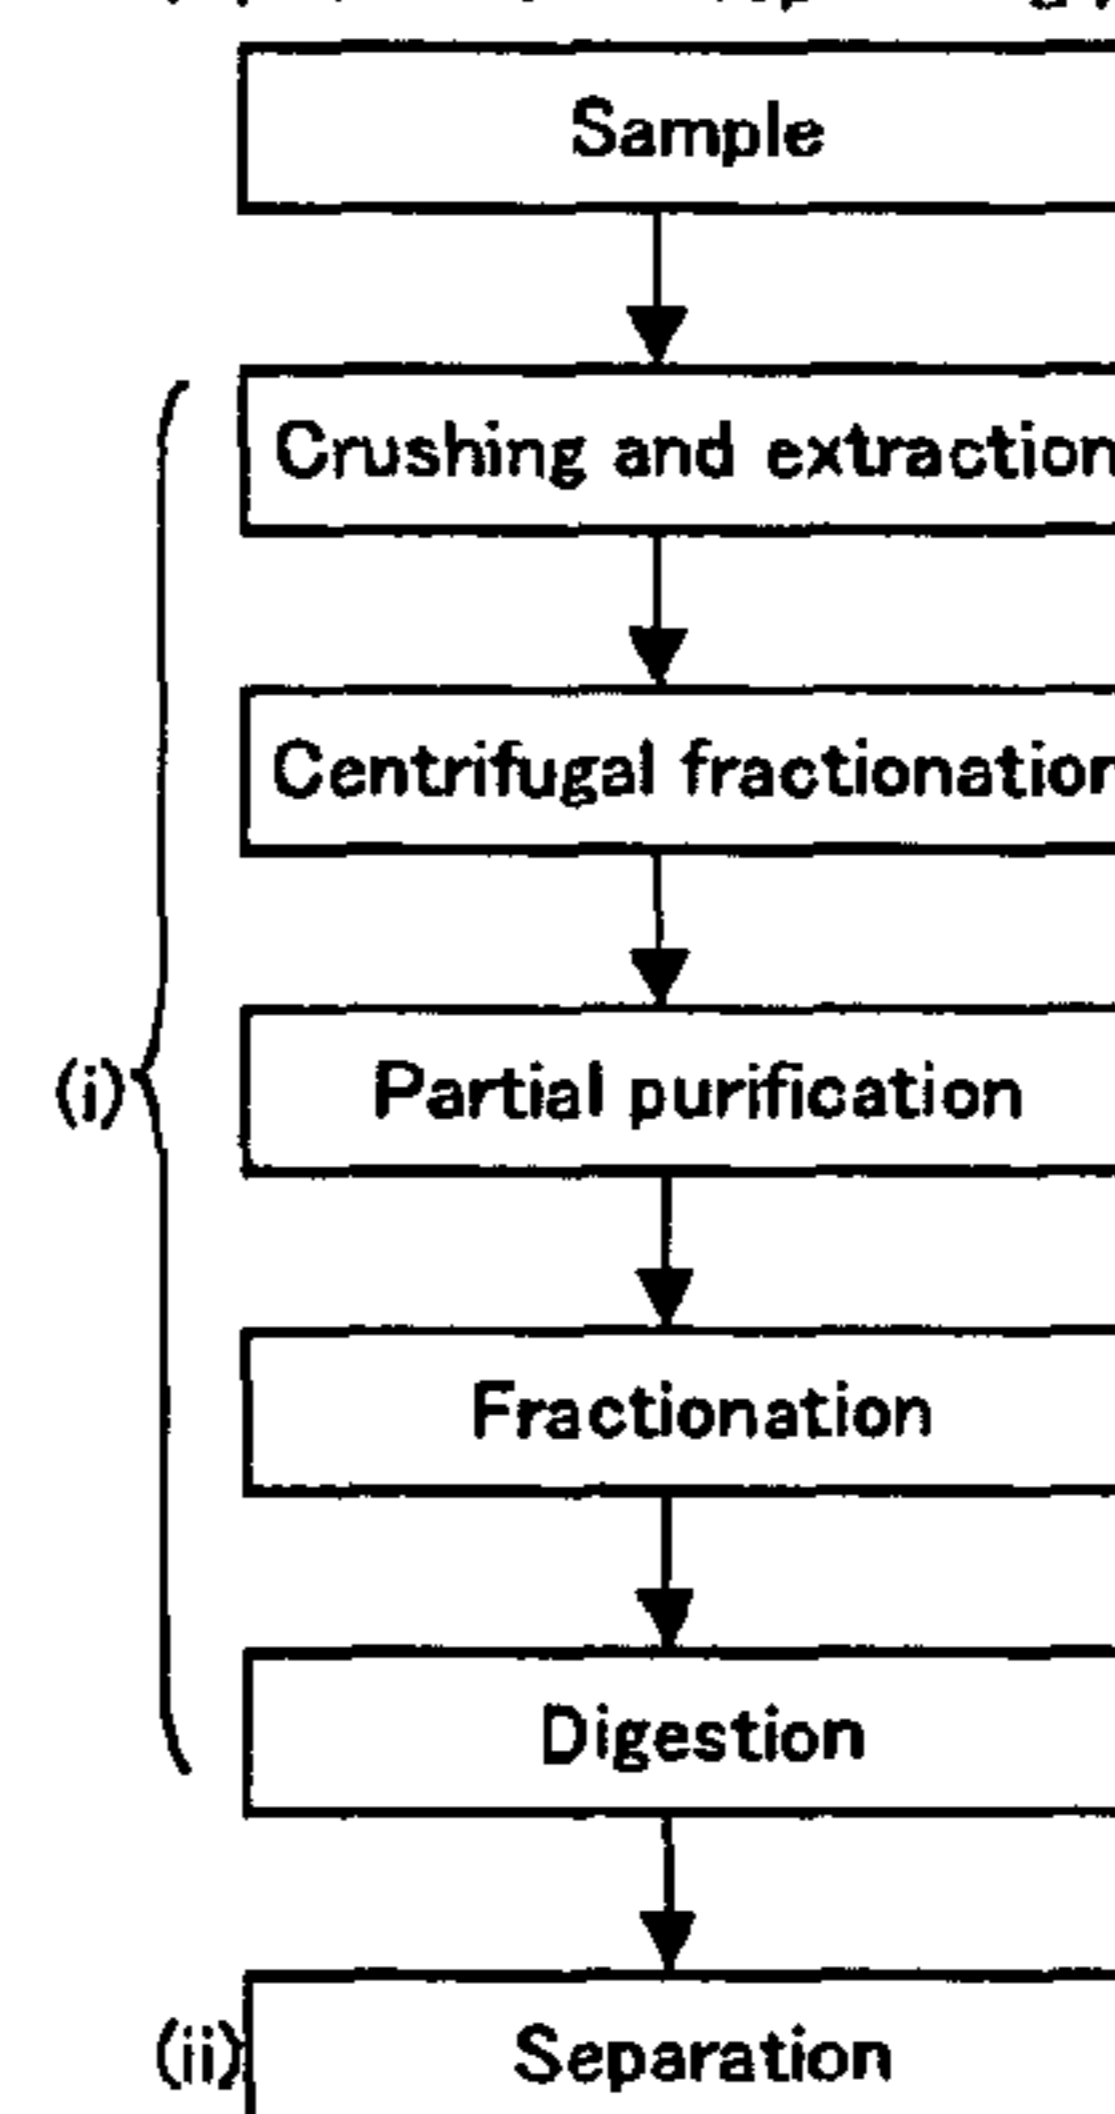 Sample
Crushing and extraction
Centrifugal fractionation
(i) Partial purification
Fractionation
Digestion
(ii) Separation